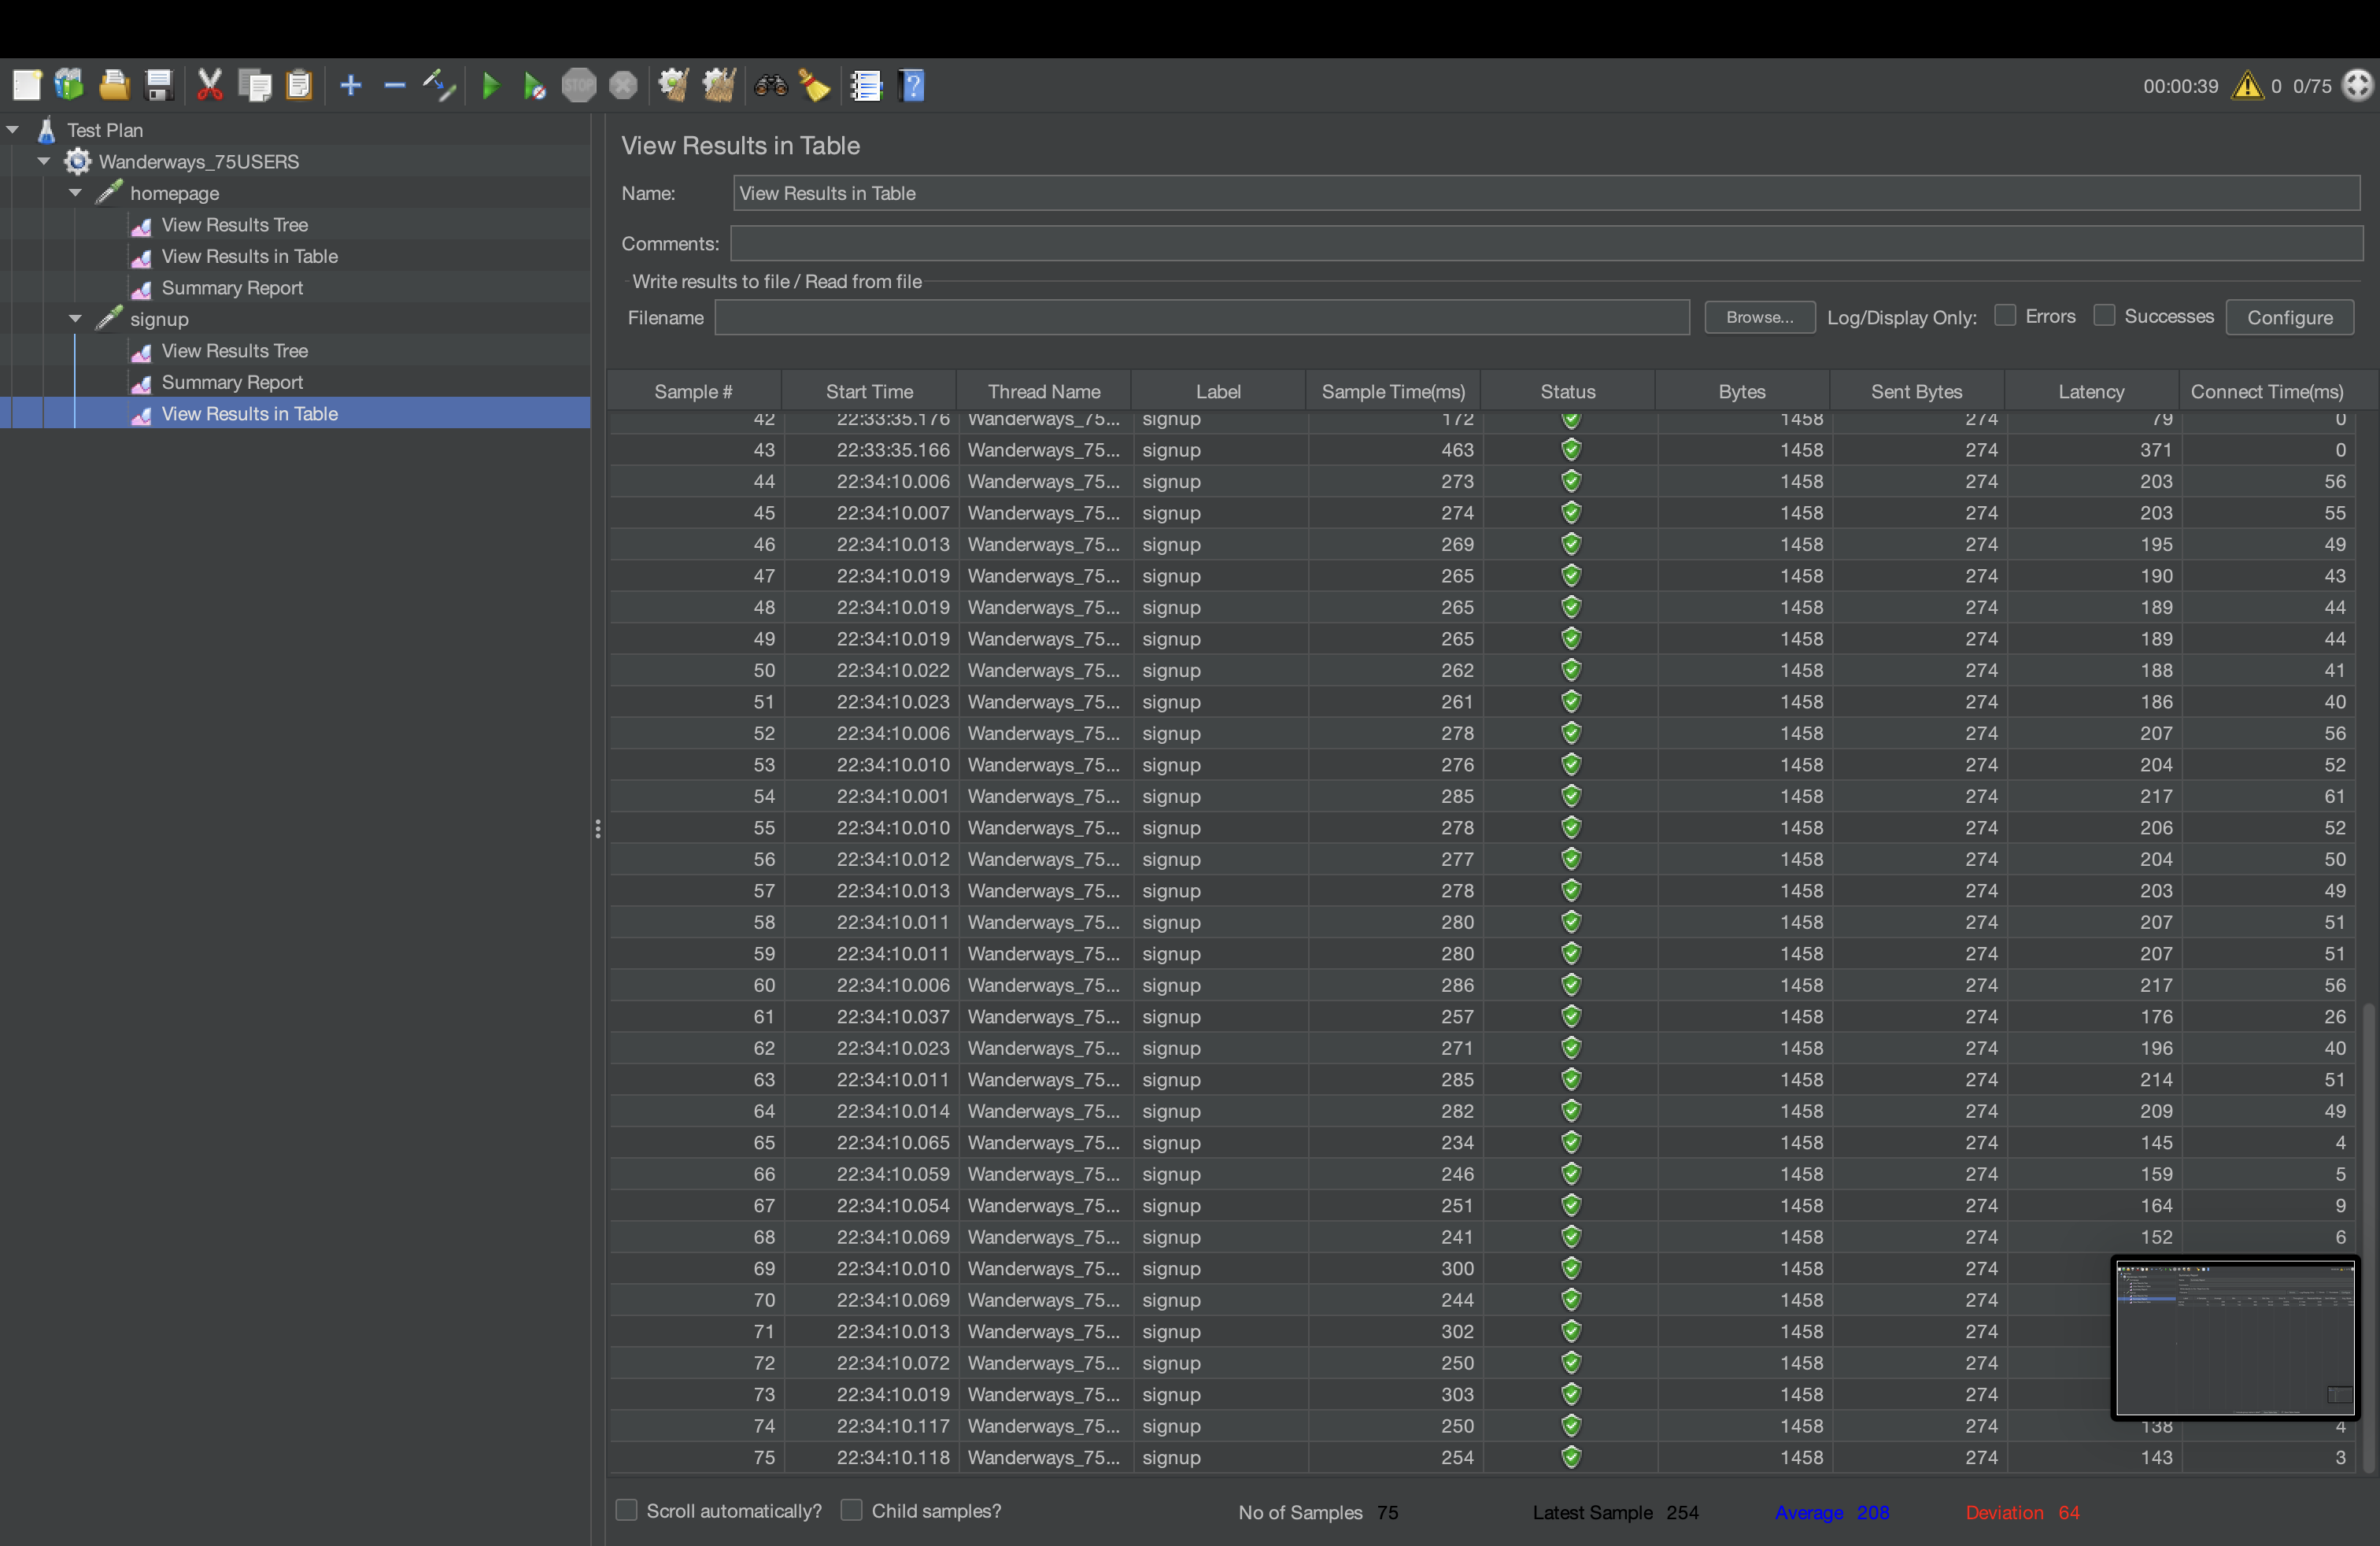 STOP
00:00:39 0 0/75
Test Plan
Wanderways_75USERS
homepage
View Results Tree
View Results in Table
Summary Report
signup
View Results Tree
Summary Report
View Results in Table
View Results in Table
Name: View Results in Table
Comments:
Write results to file / Read from file
Filename Browse... Log/Display Only: Errors Successes Configure
Sample # Start Time Thread Name Label Sample Time(ms) Status Bytes Sent Bytes Latency Connect Time(ms)
42 22:33:35.176 Wanderways_75... signup 172 1458 274 79 0
43 22:33:35.166 Wanderways_75... signup 463 1458 274 371 0
44 22:34:10.006 Wanderways_75... signup 273 1458 274 203 56
45 22:34:10.007 Wanderways_75... signup 274 1458 274 203 55
46 22:34:10.013 Wanderways_75... signup 269 1458 274 195 49
47 22:34:10.019 Wanderways_75... signup 265 1458 274 190 43
48 22:34:10.019 Wanderways_75... signup 265 1458 274 189 44
49 22:34:10.019 Wanderways_75... signup 265 1458 274 189 44
50 22:34:10.022 Wanderways_75... signup 262 1458 274 188 41
51 22:34:10.023 Wanderways_75... signup 261 1458 274 186 40
52 22:34:10.006 Wanderways_75... signup 278 1458 274 207 56
53 22:34:10.010 Wanderways_75... signup 276 1458 274 204 52
54 22:34:10.001 Wanderways_75... signup 285 1458 274 217 61
55 22:34:10.010 Wanderways_75... signup 278 1458 274 206 52
56 22:34:10.012 Wanderways_75... signup 277 1458 274 204 50
57 22:34:10.013 Wanderways_75... signup 278 1458 274 203 49
58 22:34:10.011 Wanderways_75... signup 280 1458 274 207 51
59 22:34:10.011 Wanderways_75... signup 280 1458 274 207 51
60 22:34:10.006 Wanderways_75... signup 286 1458 274 217 56
61 22:34:10.037 Wanderways_75... signup 257 1458 274 176 26
62 22:34:10.023 Wanderways_75... signup 271 1458 274 196 40
63 22:34:10.011 Wanderways_75... signup 285 1458 274 214 51
64 22:34:10.014 Wanderways_75... signup 282 1458 274 209 49
65 22:34:10.065 Wanderways_75... signup 234 1458 274 145 4
66 22:34:10.059 Wanderways_75... signup 246 1458 274 159 5
67 22:34:10.054 Wanderways_75... signup 251 1458 274 164 9
68 22:34:10.069 Wanderways_75... signup 241 1458 274 152 6
69 22:34:10.010 Wanderways_75... signup 300 1458 274
70 22:34:10.069 Wanderways_75... signup 244 1458 274
71 22:34:10.013 Wanderways_75... signup 302 1458 274
72 22:34:10.072 Wanderways_75... signup 250 1458 274
73 22:34:10.019 Wanderways_75... signup 303 1458 274
74 22:34:10.117 Wanderways_75... signup 250 1458 274 138 4
75 22:34:10.118 Wanderways_75... signup 254 1458 274 143 3
Scroll automatically? Child samples? No of Samples 75 Latest Sample 254 Average 208 Deviation 64